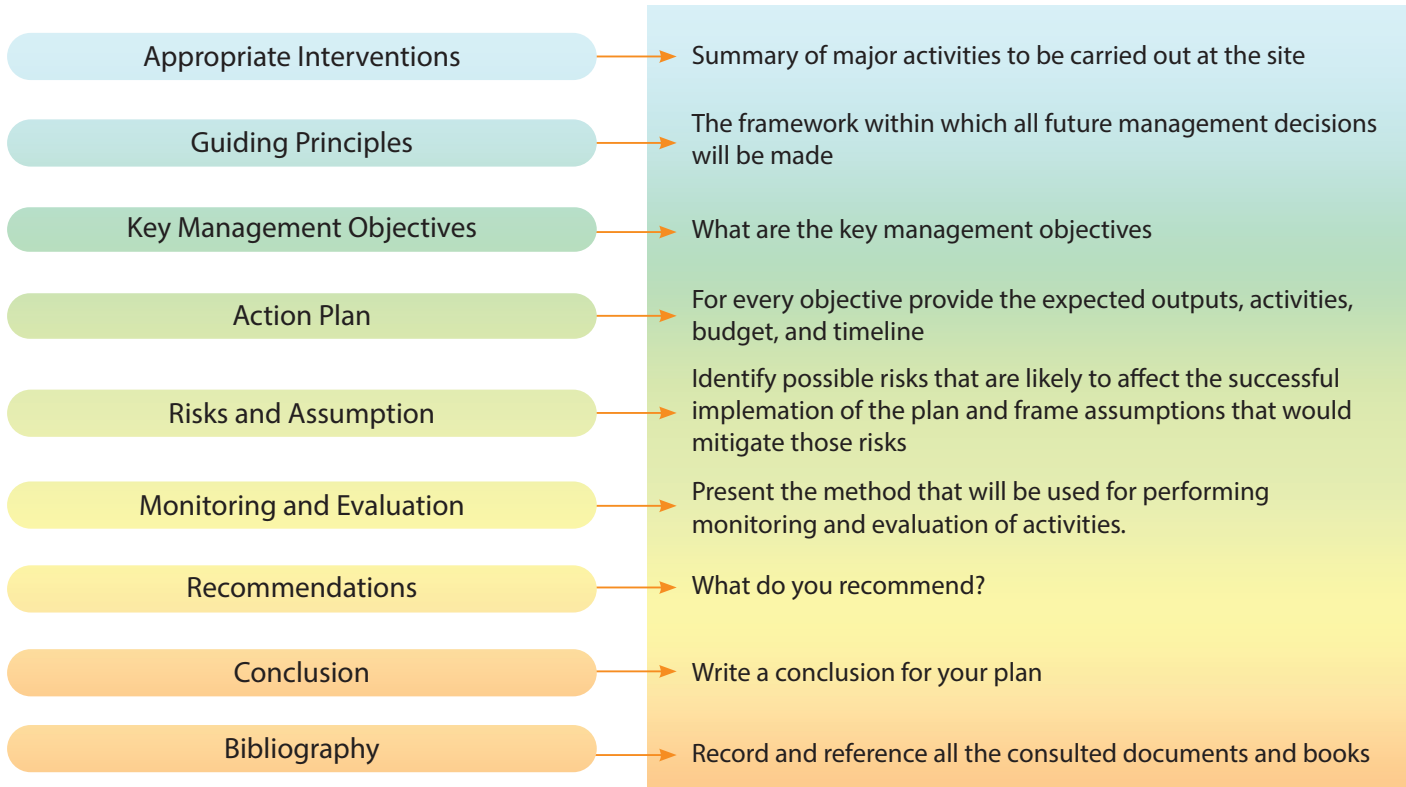 Appropriate Interventions
Summary of major activities to be carried out at the site
Guiding Principles
The framework within which all future management decisions
will be made
Key Management Objectives
What are the key management objectives
Action Plan
For every objective provide the expected outputs, activities,
budget, and timeline
Risks and Assumption
Identify possible risks that are likely to affect the successful
implemation of the plan and frame assumptions that would
mitigate those risks
Monitoring and Evaluation
Present the method that will be used for performing
monitoring and evaluation of activities.
Recommendations
What do you recommend?
Conclusion
Write a conclusion for your plan
Bibliography
Record and reference all the consulted documents and books